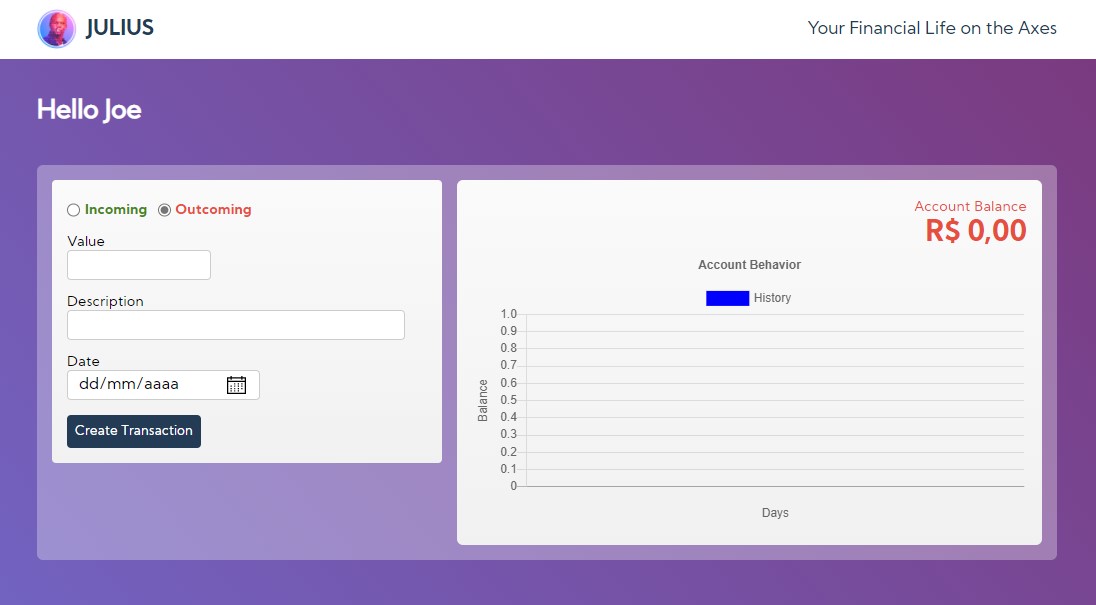 JULIUS
Your Financial Life on the Axes
Hello Joe
Incoming Outcoming
Value
Description
Date
dd/mm/aaaa
Create Transaction
Account Balance
R$ 0,00
Account Behavior
History
1.0
0.9
0.8
0.7
0.6
0.5
0.4
0.3
0.2
0.1
0
Balance
Days